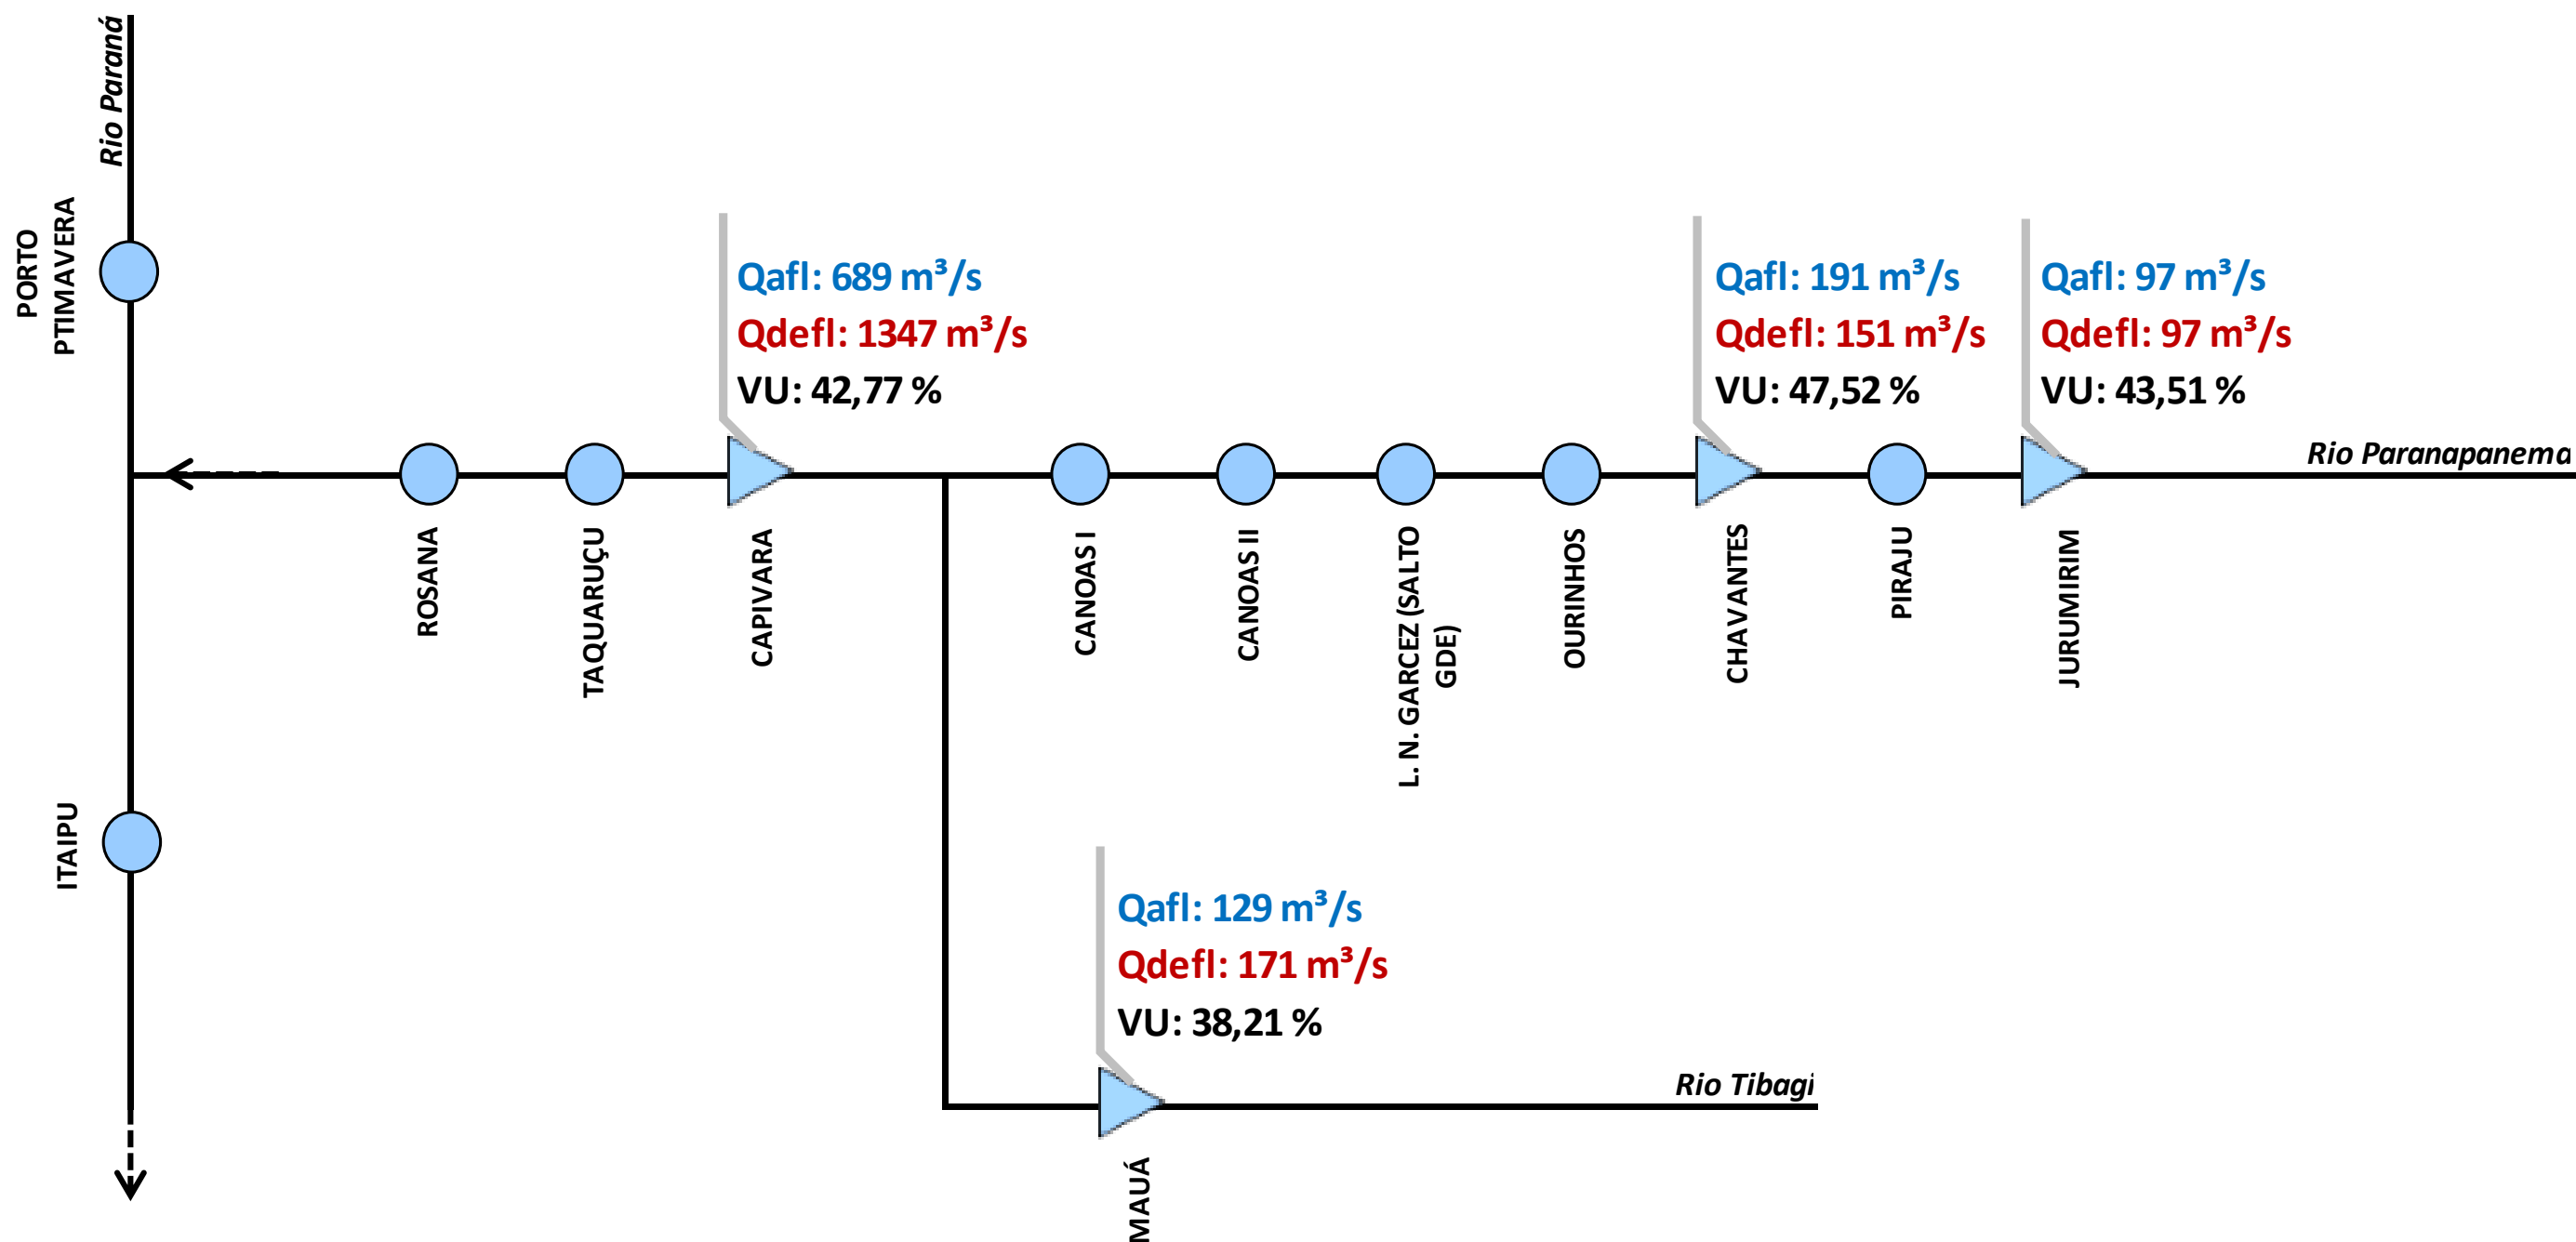 Rio Paraná
PORTO
PTIMAVERA
Qafl: 689 m³/s
Qdefl: 1347 m³/s
VU: 42,77 %
Qafl: 191 m³/s
Qdefl: 151 m³/s
VU: 47,52 %
Qafl: 97 m³/s
Qdefl: 97 m³/s
VU: 43,51 %
Rio Paranapanema
ROSANA
TAQUARUÇU
CAPIVARA
CANOAS I
CANOAS II
L. N. GARCEZ (SALTO
GDE)
OURINHOS
CHAVANTES
PIRAJU
JURUMIRIM
ITAIPU
Qafl: 129 m³/s
Qdefl: 171 m³/s
VU: 38,21 %
Rio Tibagi
MAUÁ